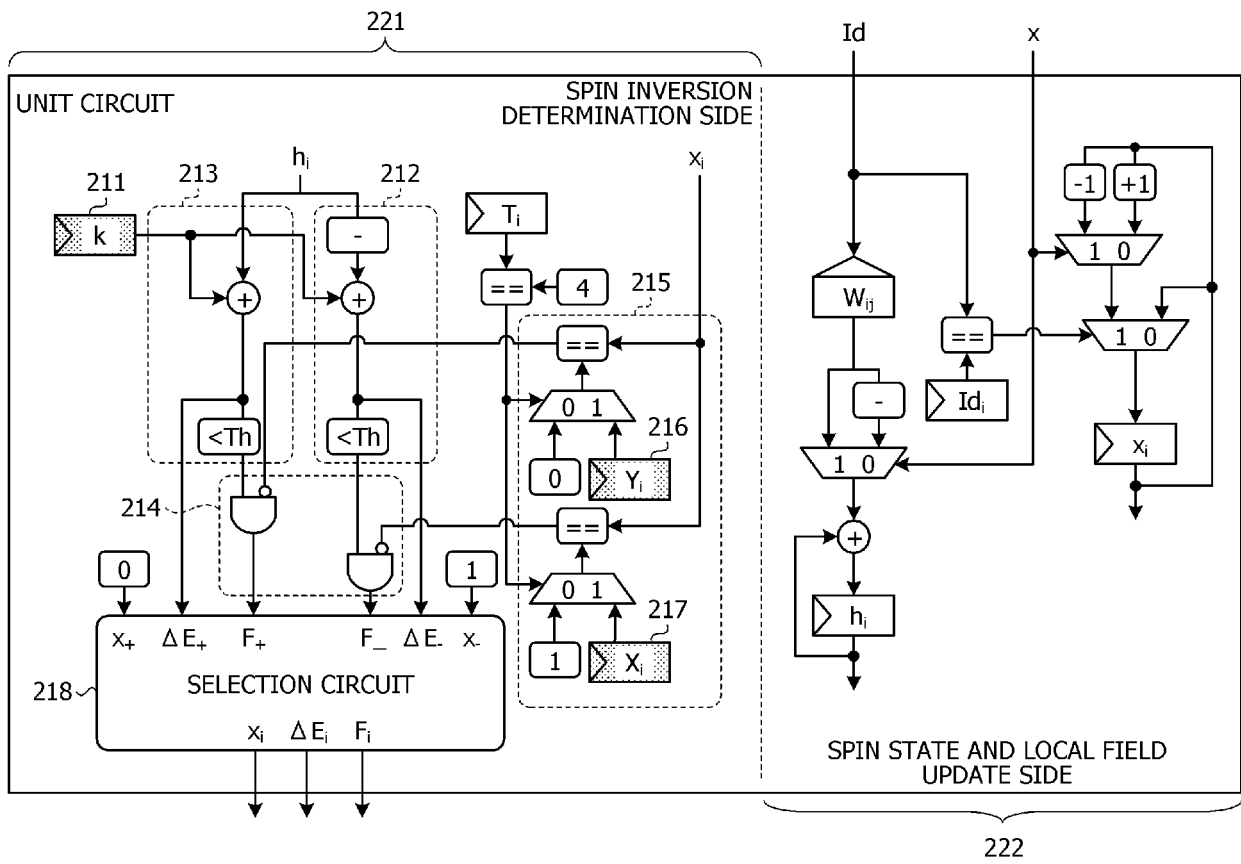 221
Id
x
UNIT CIRCUIT
SPIN INVERSION
DETERMINATION SIDE
211
213
hi
212
xi
k
-
Ti
-1
+1
1 0
+
+
==
4
215
Wij
==
1 0
==
Idi
0 1
<Th
<Th
216
-
xi
0
Yi
1 0
214
==
+
0
1
0 1
217
hi
x+
ΔE+
F+
F_
ΔE-
x-
1
Xi
218
SELECTION CIRCUIT
xi
ΔEi
Fi
SPIN STATE AND LOCAL FIELD
UPDATE SIDE
222